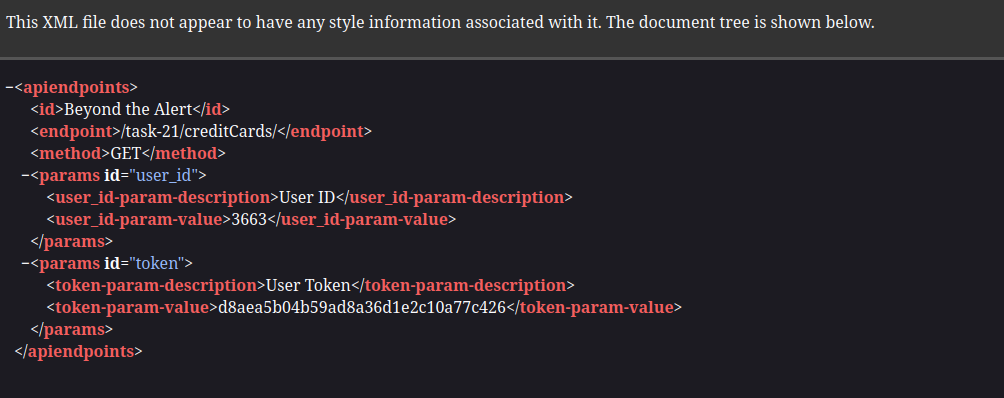 This XML file does not appear to have any style information associated with it. The document tree is shown below.
−<apiendpoints>
<id>Beyond the Alert</id>
<endpoint>/task-21/creditCards/</endpoint>
<method>GET</method>
−<params id="user_id">
<user_id-param-description>User ID</user_id-param-description>
<user_id-param-value>3663</user_id-param-value>
</params>
−<params id="token">
<token-param-description>User Token</token-param-description>
<token-param-value>d8aea5b04b59ad8a36d1e2c10a77c426</token-param-value>
</params>
</apiendpoints>